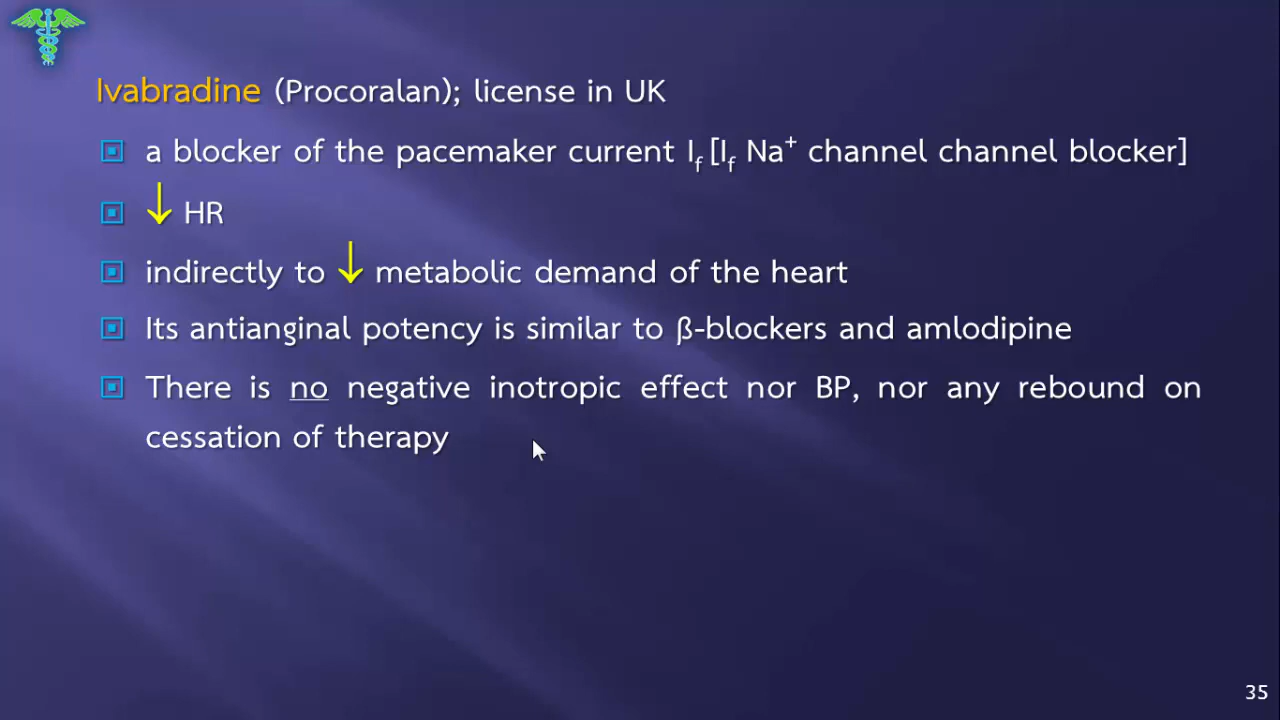 Ivabradine (Procoralan); license in UK
a blocker of the pacemaker current If [If Na+ channel channel blocker]
↓ HR
indirectly to ↓ metabolic demand of the heart
Its antianginal potency is similar to ß-blockers and amlodipine
There is no negative inotropic effect nor BP, nor any rebound on
cessation of therapy
35